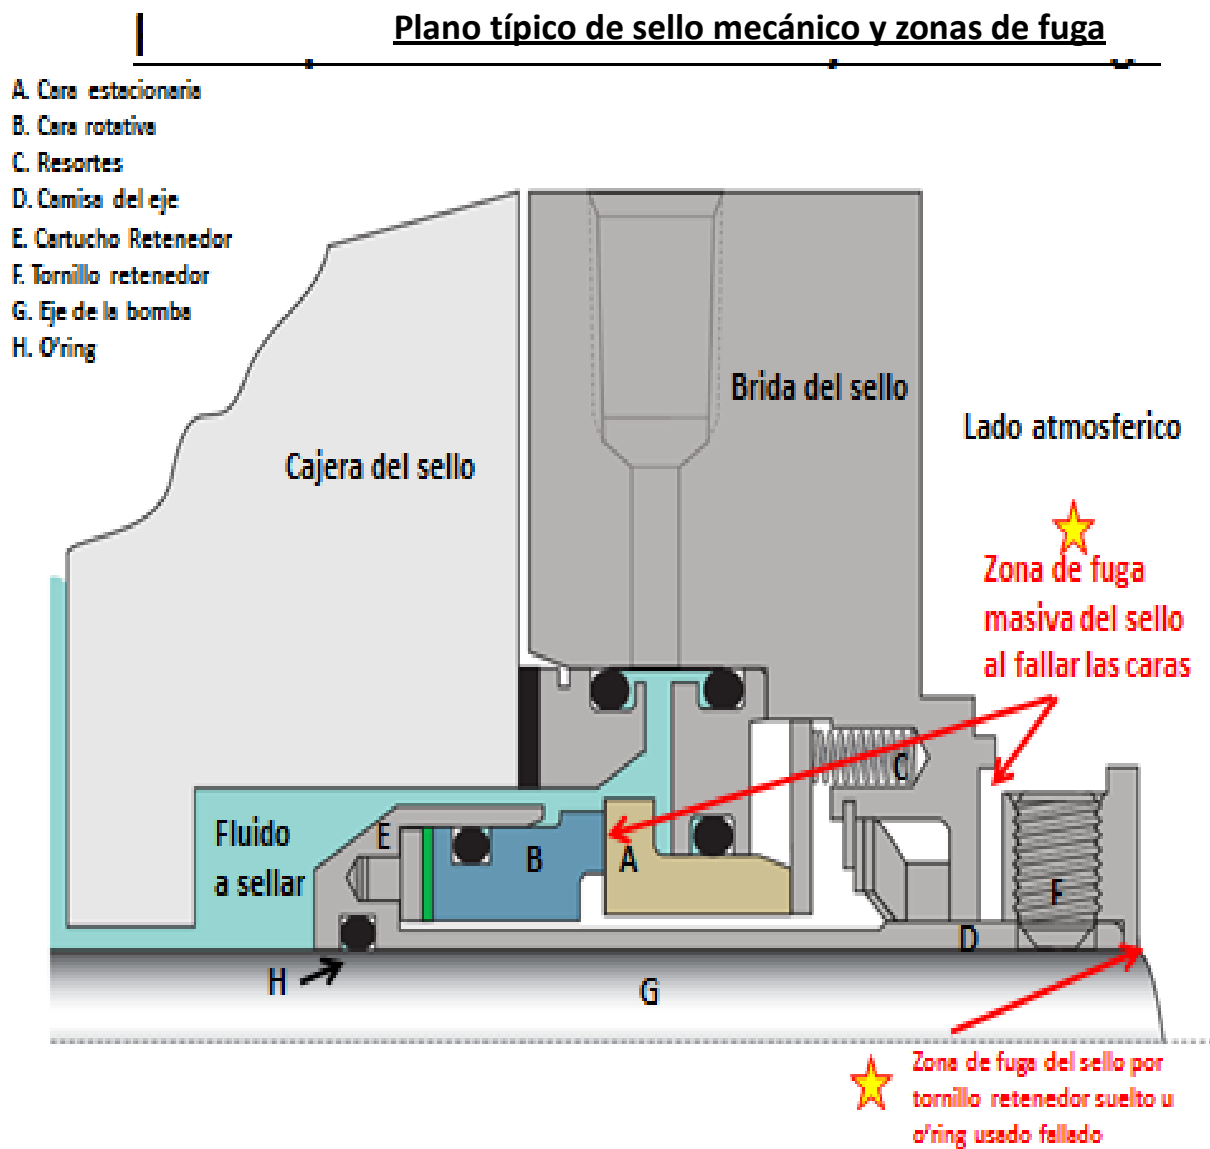 Plano típico de sello mecánico y zonas de fuga
A. Cara estacionaria
B. Cara rotativa
C. Resortes
D. Camisa del eje
E. Cartucho Retenedor
F. Tornillo retenedor
G. Eje de la bomba
H. O'ring
Brida del sello
Lado atmosferico
Cajera del sello
Zona de fuga
masiva del sello
al fallar las caras
C
Fluido
a sellar
E
B
A
F
D
H
G
Zona de fuga del sello por
tornillo retenedor suelto u
o'ring usado fallado